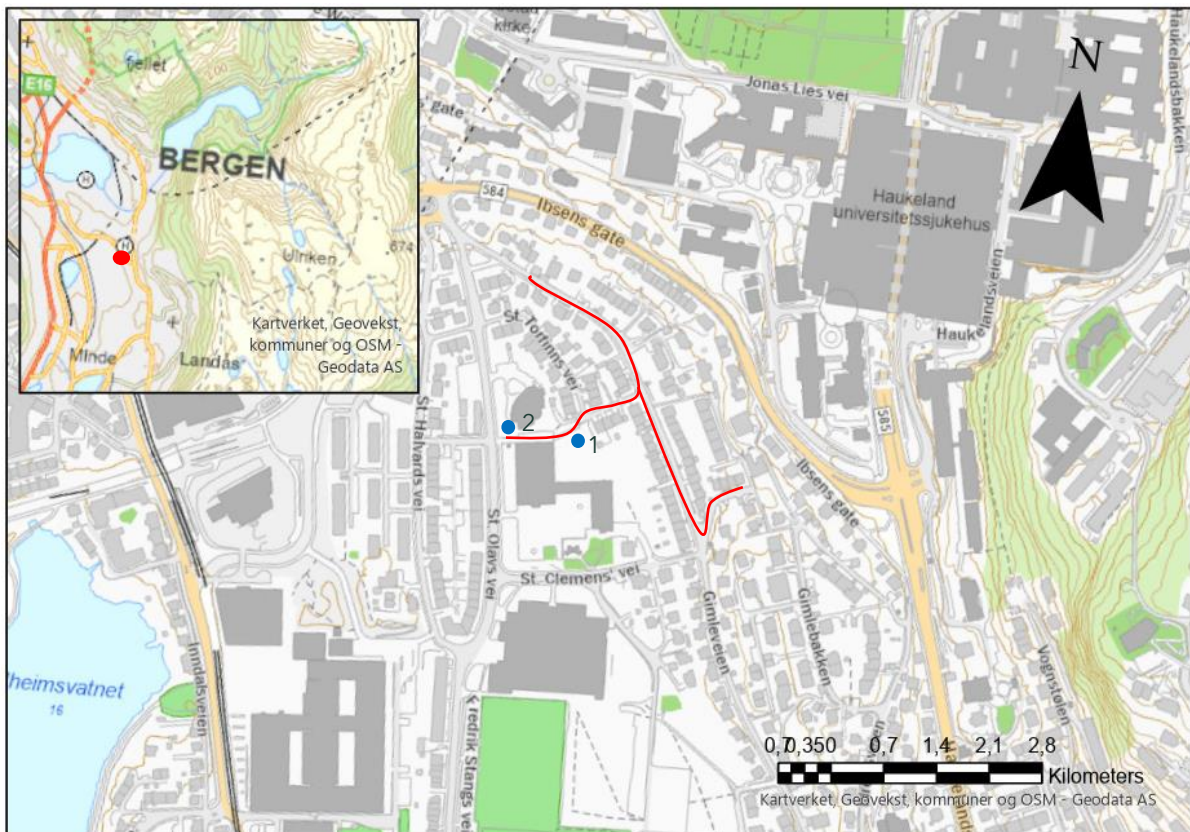 fjellet
E16
BERGEN
H
H
Ulriken
674
Minde
Landås
Kartverket, Geovekst,
kommuner og OSM -
Geodata AS
kirke
Jonas Lies vei
Haukelandsbakken
N
gate
584
Ibsens gate
Haukeland
universitetssjukehus
Haukelandsveien
St. Torfinns vei
St. Halvards vei
585
2
1
Ibsens gate
St. Olavs vei
St. Clemens' vei
Gimleveien
Gimlebakken
Vognstølen
Inndalsveien
heimsvatnet
16
Fredrik Stangs vei
0,7 0,35 0 0,7 1,4 2,1 2,8
Kilometers
Kartverket, Geovekst, kommuner og OSM - Geodata AS